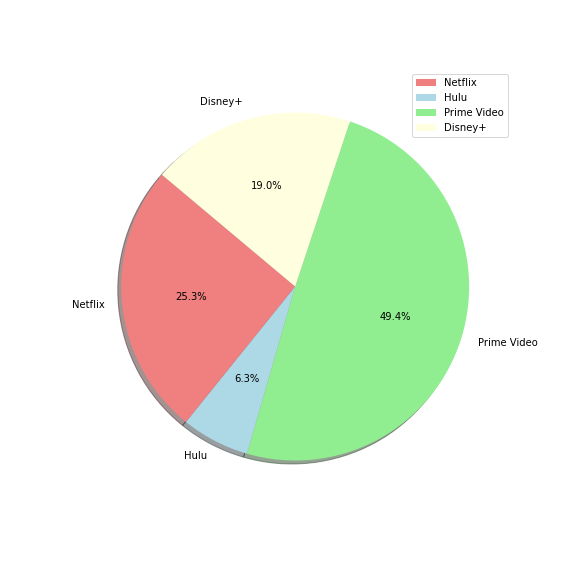 Netflix
Hulu
Prime Video
Disney+
Disney+
19.0%
25.3%
Netflix
49.4%
Prime Video
6.3%
Hulu